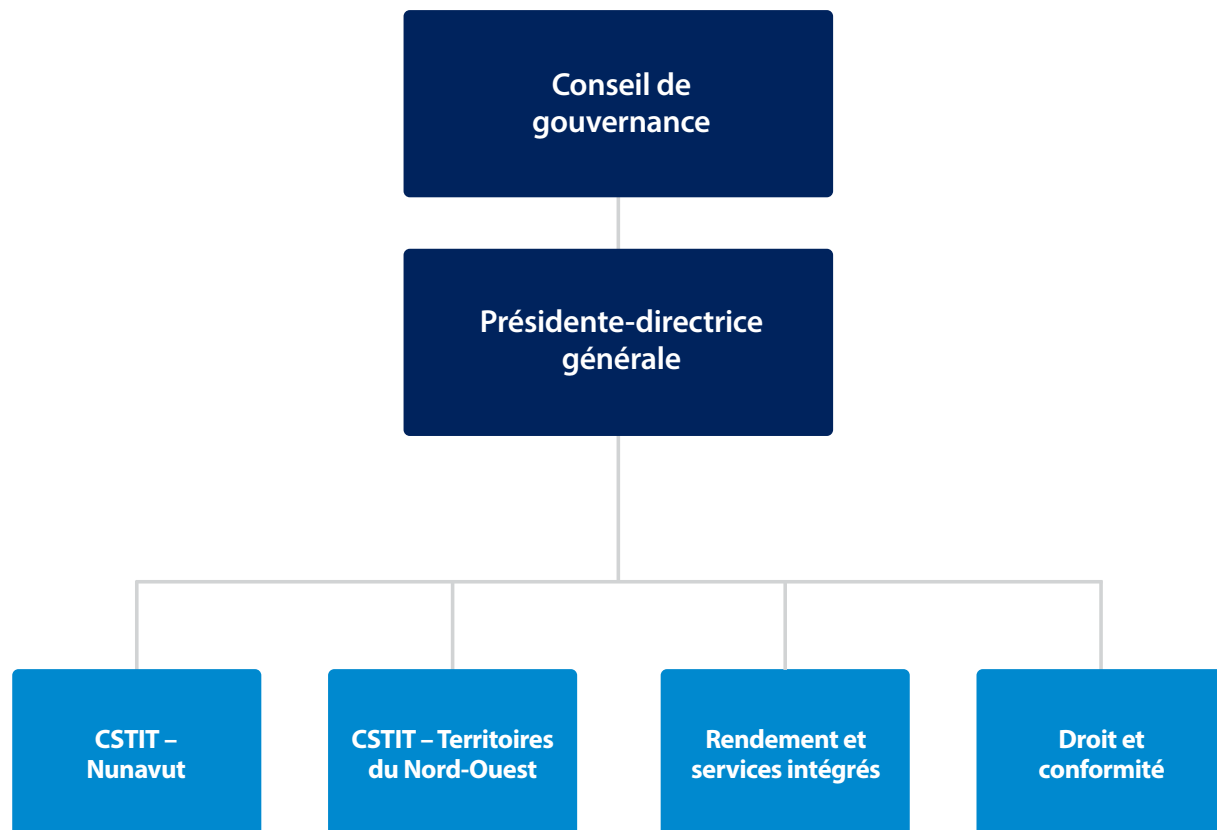 Conseil de
gouvernance
Présidente-directrice
générale
CSTIT –
Nunavut
CSTIT – Territoires
du Nord-Ouest
Rendement et
services intégrés
Droit et
conformité